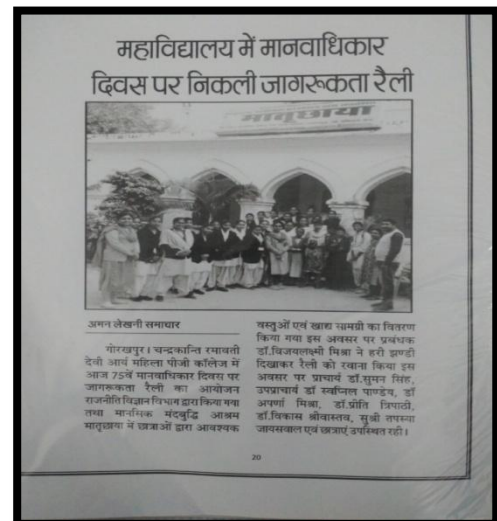 महाविद्यालय में मानवाधिकार
दिवस पर निकली जागरूकता रैली
मातृछाया
अमन लेखनी समाचार
गोरखपुर। चन्द्रकान्ति रमावती
देवी आर्य महिला पीजी कॉलेज में
आज 75वें मानवाधिकार दिवस पर
जागरूकता रैली का आयोजन
राजनीति विज्ञान विभाग द्वारा किया गया
तथा मानसिक मंदबुद्धि आश्रम
मातृछाया में छात्राओं द्वारा आवश्यक
वस्तुओं एवं खाद्य सामग्री का वितरण
किया गया इस अवसर पर प्रबंधक
डॉ.विजयलक्ष्मी मिश्रा ने हरी झण्डी
दिखाकर रैली को रवाना किया इस
अवसर पर प्राचार्य डॉ.सुमन सिंह,
उपप्राचार्य डॉ स्वप्निल पाण्डेय, डॉ
अपर्णा मिश्रा, डॉ.प्रीति त्रिपाठी,
डॉ.विकास श्रीवास्तव, सुश्री तपस्या
जायसवाल एवं छात्राएं उपस्थित रही।
20